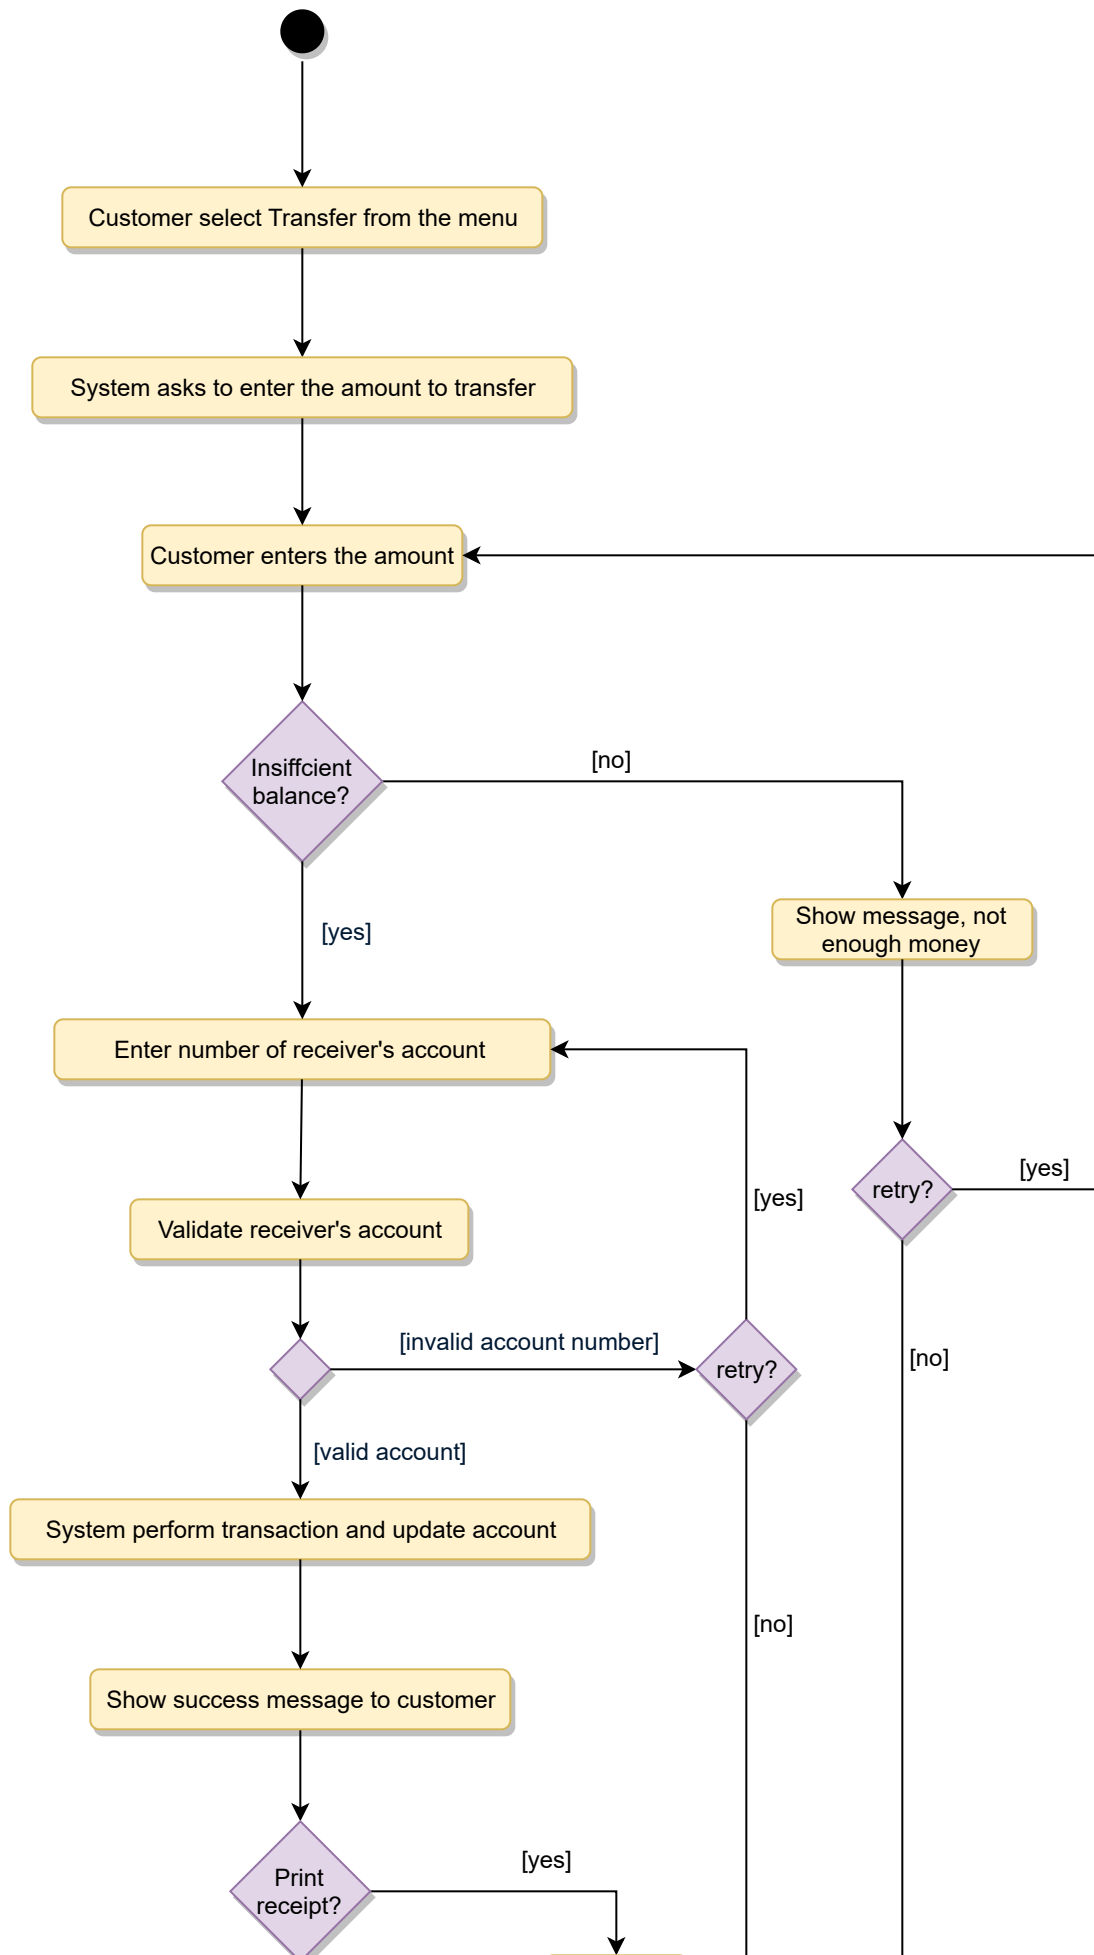 Customer select Transfer from the menu
System asks to enter the amount to transfer
Customer enters the amount
Insiffcient
balance?
[no]
[yes]
Show message, not
enough money
Enter number of receiver's account
retry?
[yes]
[yes]
Validate receiver's account
[invalid account number]
retry?
[no]
[valid account]
System perform transaction and update account
[no]
Show success message to customer
Print
receipt?
[yes]